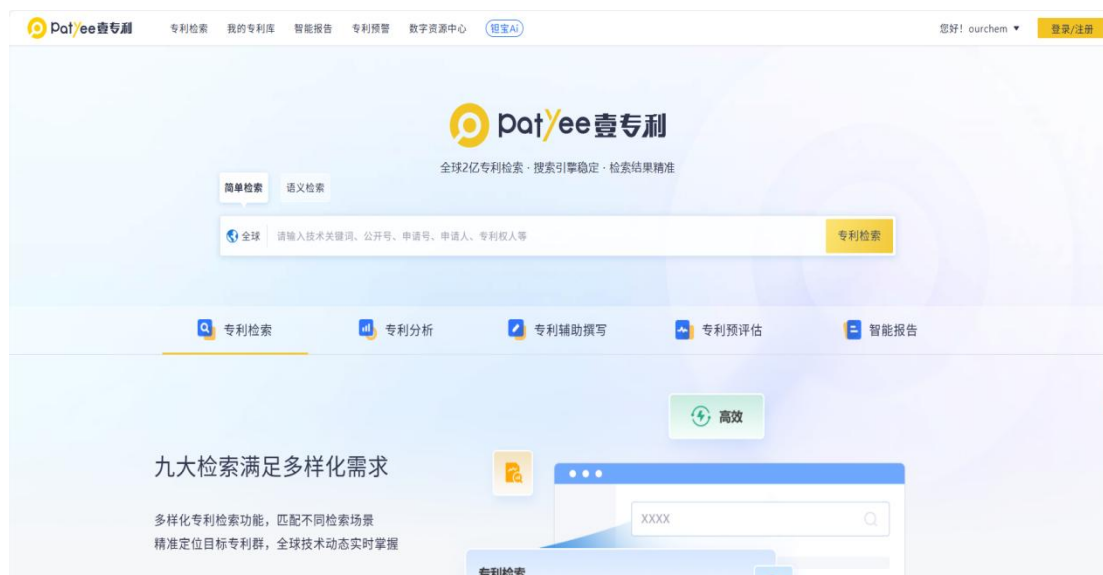 Patyee壹专利 专利检索 我的专利库 智能报告 专利预警 数字资源中心 钽宝Ai 您好！ourchem ▼ 登录/注册
Patyee壹专利
全球2亿专利检索 · 搜索引擎稳定 · 检索结果精准
简单检索 语义检索
全球 请输入技术关键词、公开号、申请号、申请人、专利权人等 专利检索
专利检索 专利分析 专利辅助撰写 专利预评估 智能报告
高效
九大检索满足多样化需求
XXXX
多样化专利检索功能，匹配不同检索场景
精准定位目标专利群，全球技术动态实时掌握
专利检索